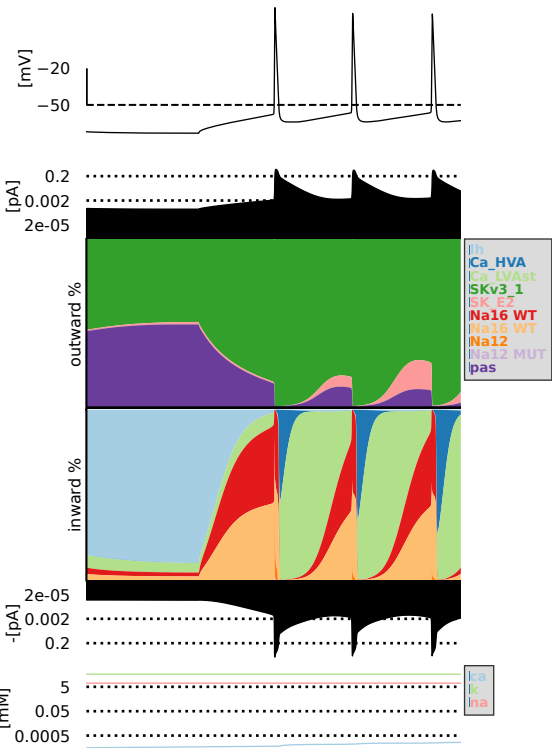 [mV]
−20
−50
[pA]
0.2
0.002
2e-05
outward %
Ih
Ca_HVA
Ca_LVAst
SKv3_1
SK_E2
Na16 WT
Na16 WT
Na12
Na12 MUT
pas
inward %
-[pA]
2e-05
0.002
0.2
[mM]
5
0.05
0.0005
ca
k
na